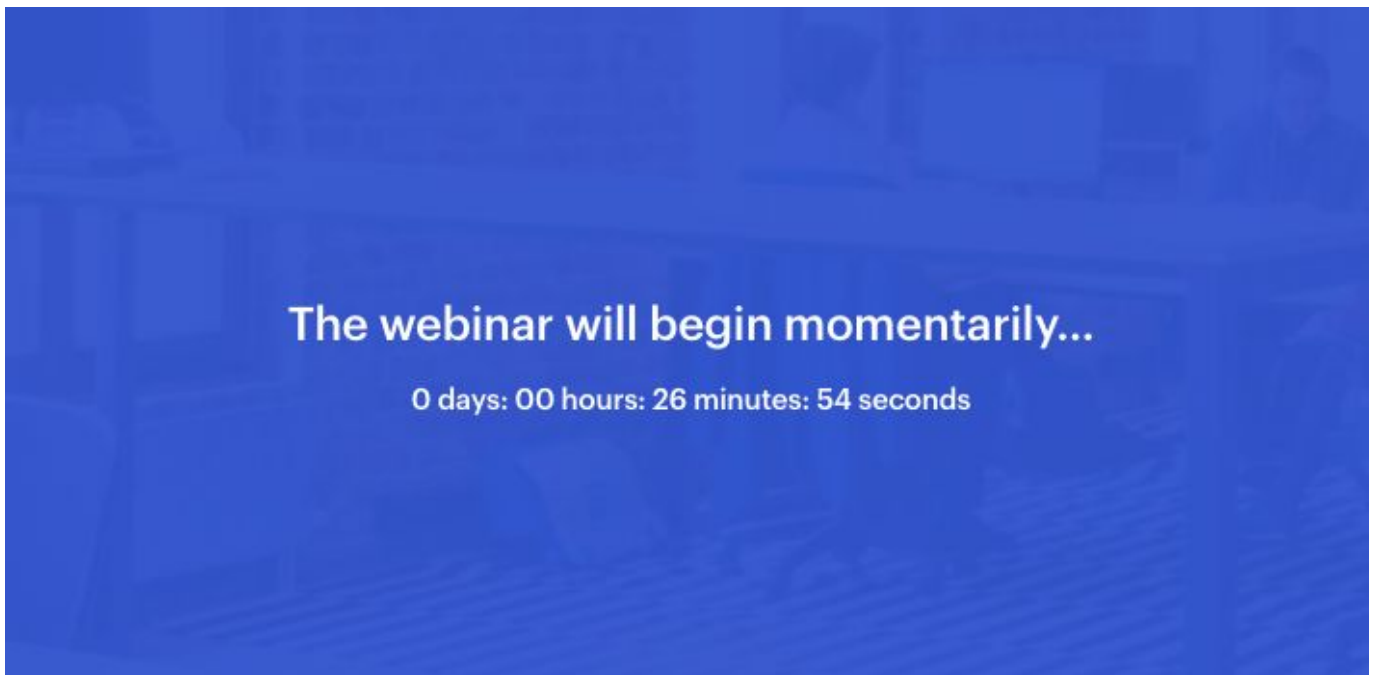 The webinar will begin momentarily...
0 days: 00 hours: 26 minutes: 54 seconds